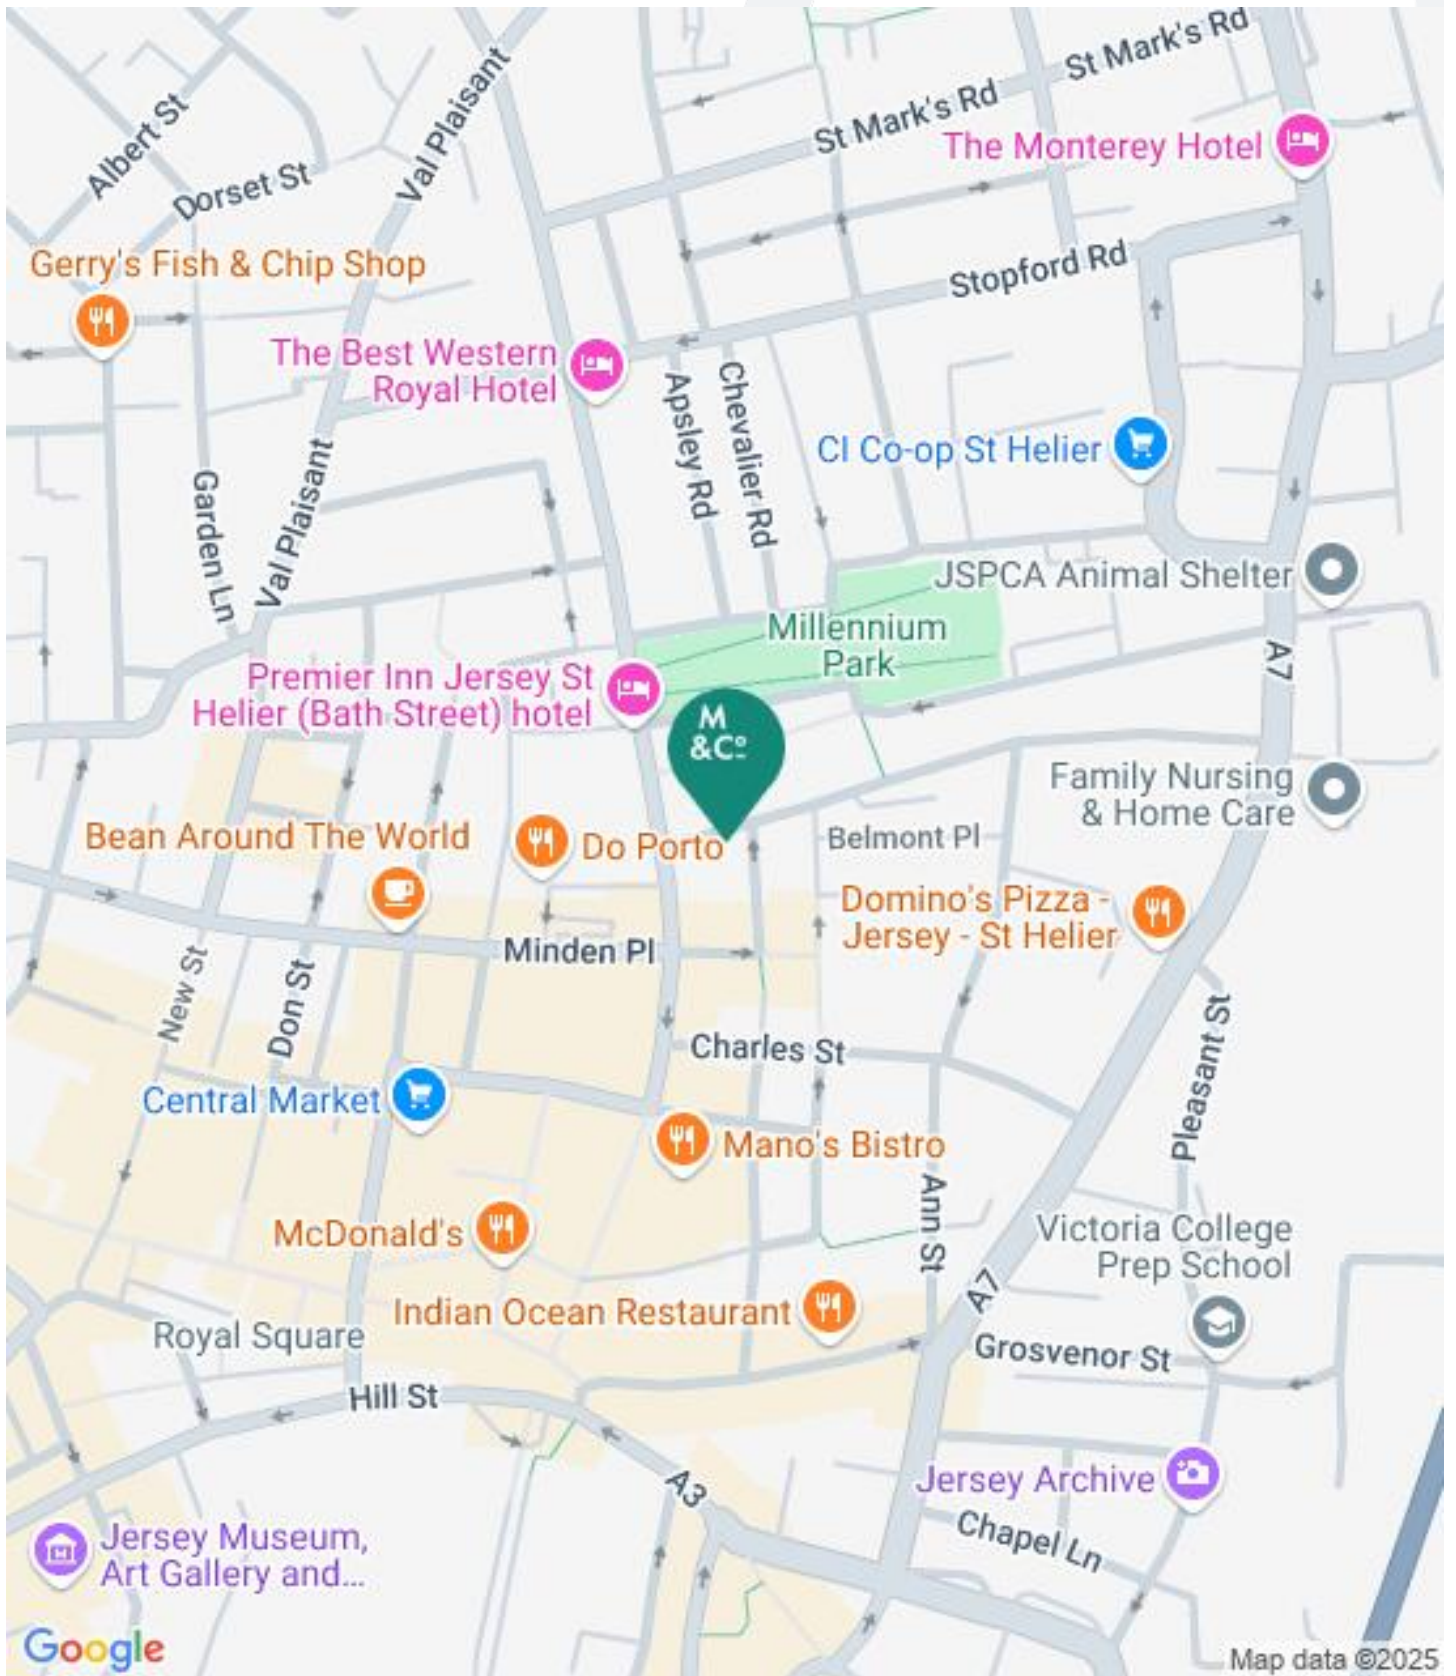 St Mark's Rd
St Mark's Rd
The Monterey Hotel
Albert St
Val Plaisant
Dorset St
Gerry's Fish & Chip Shop
Stopford Rd
The Best Western
Royal Hotel
Apsley Rd
Chevalier Rd
CI Co-op St Helier
Garden Ln
Val Plaisant
JSPCA Animal Shelter
Millennium
Park
A7
Premier Inn Jersey St
Helier (Bath Street) hotel
M
&Cº
Family Nursing
& Home Care
Bean Around The World
Do Porto
Belmont Pl
Domino's Pizza -
Jersey - St Helier
Minden Pl
New St
Don St
Charles St
Pleasant St
Central Market
Mano's Bistro
Ann St
McDonald's
Victoria College
Prep School
A7
Indian Ocean Restaurant
Royal Square
Grosvenor St
Hill St
A3
Jersey Archive
Chapel Ln
Jersey Museum,
Art Gallery and...
Google
Map data ©2025